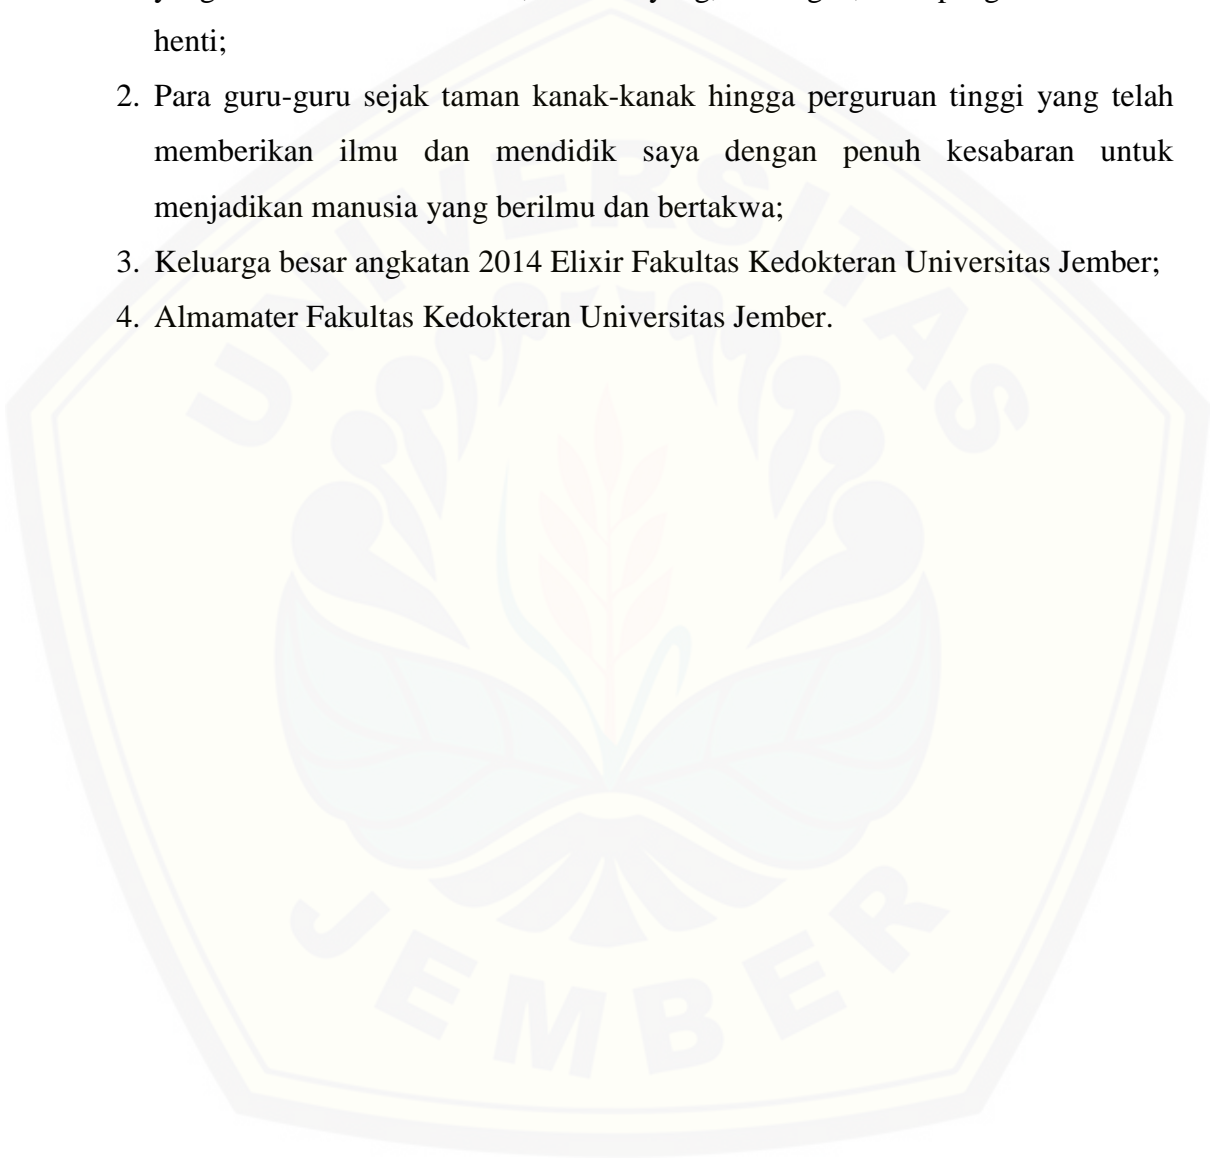 henti;
2. Para guru-guru sejak taman kanak-kanak hingga perguruan tinggi yang telah
memberikan ilmu dan mendidik saya dengan penuh kesabaran untuk
menjadikan manusia yang berilmu dan bertakwa;
3. Keluarga besar angkatan 2014 Elixir Fakultas Kedokteran Universitas Jember;
4. Almamater Fakultas Kedokteran Universitas Jember.
UNIVERSITAS
JEMBER